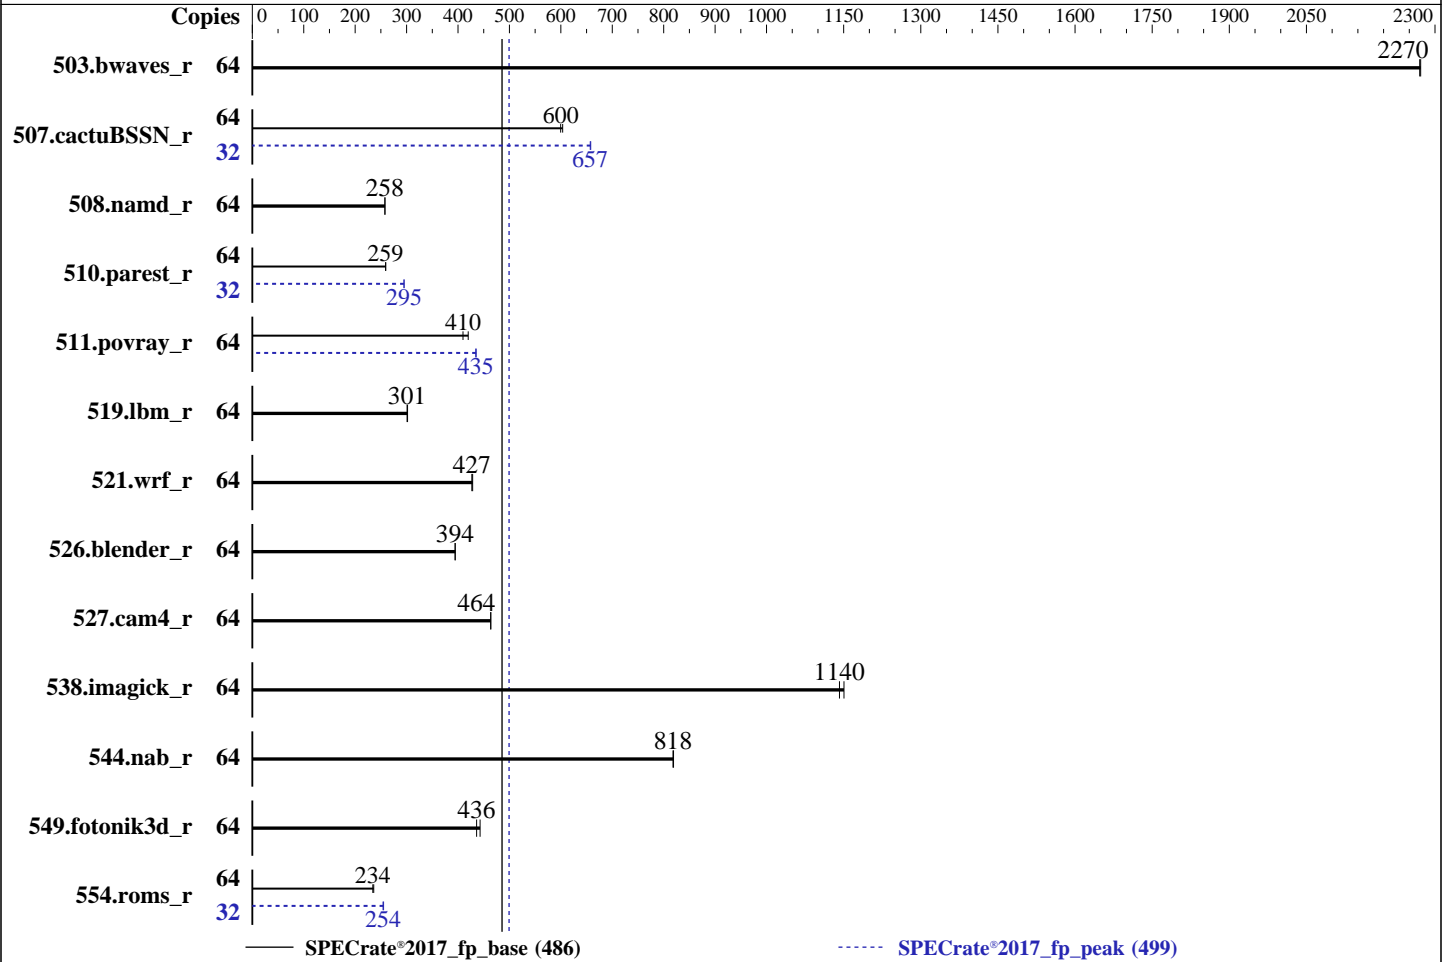 Copies 0 100 200 300 400 500 600 700 800 900 1000 1150 1300 1450 1600 1750 1900 2050 2300
503.bwaves_r 64 2270
507.cactuBSSN_r 64 600
32 657
508.namd_r 64 258
510.parest_r 64 259
32 295
511.povray_r 64 410
435
519.lbm_r 64 301
521.wrf_r 64 427
526.blender_r 64 394
527.cam4_r 64 464
538.imagick_r 64 1140
544.nab_r 64 818
549.fotonik3d_r 64 436
554.roms_r 64 234
32 254
SPECrate®2017_fp_base (486) SPECrate®2017_fp_peak (499)